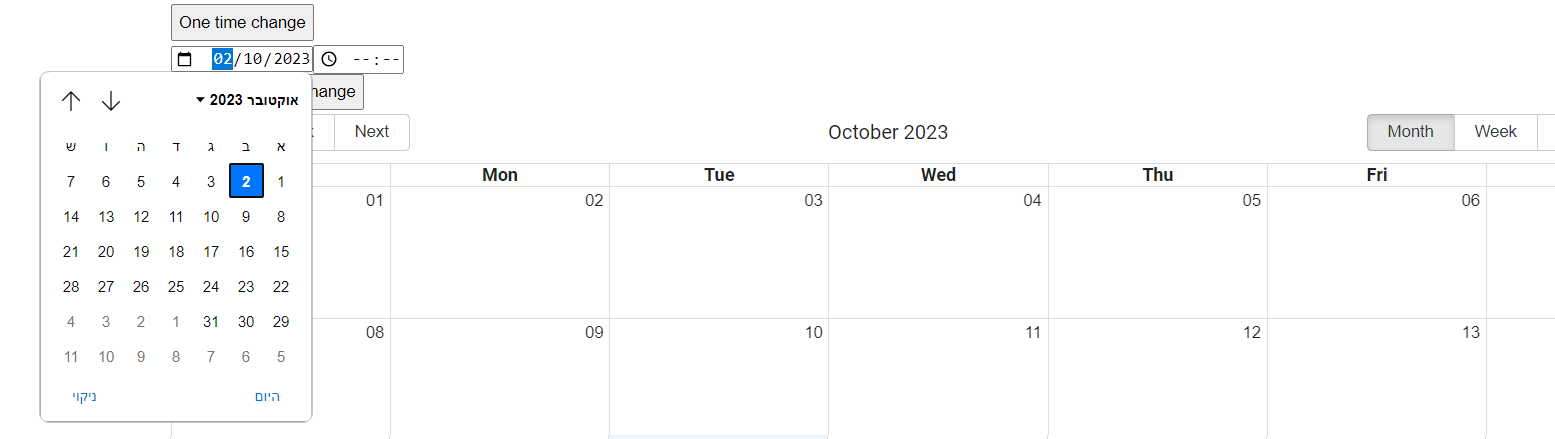 One time change
02/10/2023 --:--
hange
אוקטובר 2023
א ב ג ד ה ו ש
1 2 3 4 5 6 7
8 9 10 11 12 13 14
15 16 17 18 19 20 21
22 23 24 25 26 27 28
29 30 31 1 2 3 4
5 6 7 8 9 10 11
היום ניקוי
Next
October 2023
Month Week
Mon Tue Wed Thu Fri
01 02 03 04 05 06
08 09 10 11 12 13